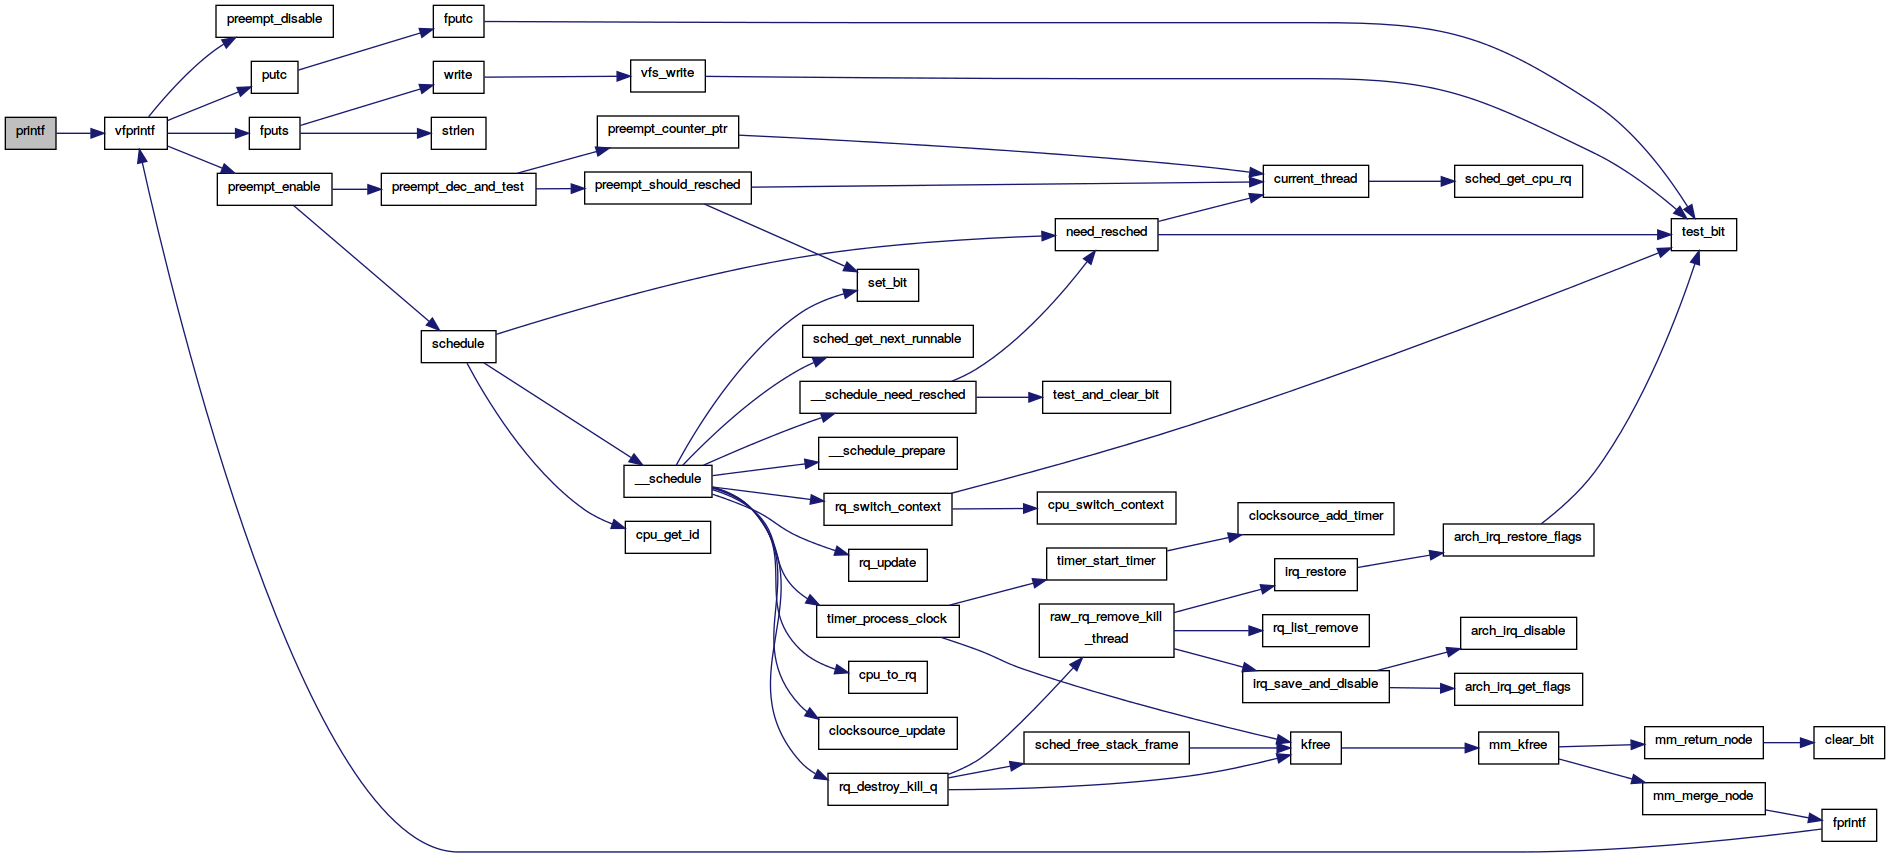 preempt_disable
fputc
putc
write
vfs_write
printf
vfprintf
fputs
strlen
preempt_counter_ptr
preempt_enable
preempt_dec_and_test
preempt_should_resched
current_thread
sched_get_cpu_rq
need_resched
test_bit
set_bit
schedule
sched_get_next_runnable
__schedule_need_resched
test_and_clear_bit
__schedule_prepare
__schedule
rq_switch_context
cpu_switch_context
clocksource_add_timer
cpu_get_id
arch_irq_restore_flags
rq_update
timer_start_timer
irq_restore
timer_process_clock
raw_rq_remove_kill
_thread
rq_list_remove
arch_irq_disable
cpu_to_rq
irq_save_and_disable
arch_irq_get_flags
clocksource_update
sched_free_stack_frame
kfree
mm_kfree
mm_return_node
clear_bit
rq_destroy_kill_q
mm_merge_node
fprintf